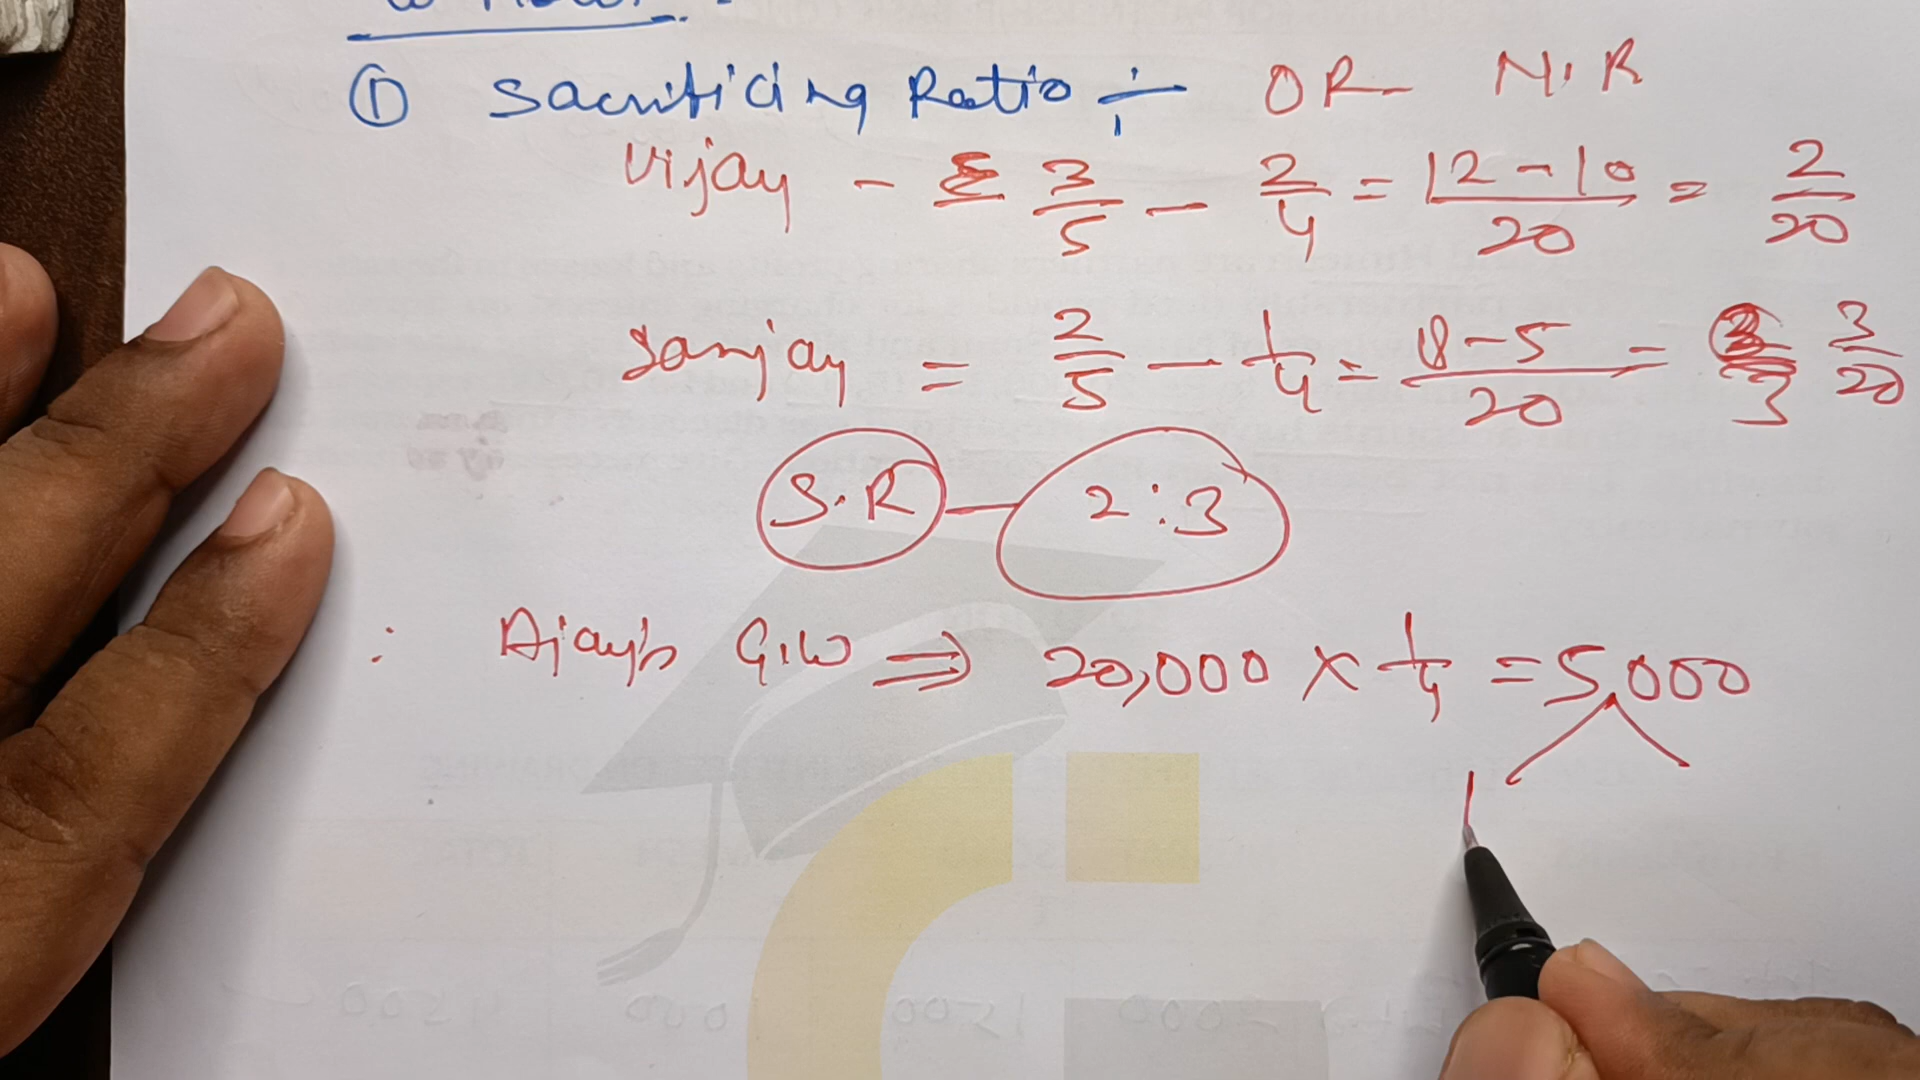 ① Sacrificing Ratio :- OR - N.R
Vijay - 3/5 - 2/4 = 12-10/20 = 2/20
Sanjay = 2/5 - 1/4 = 8-5/20 = 3/20
S.R - 2:3
: Ajay's G.W ⇒ 20,000 × 1/4 = 5,000